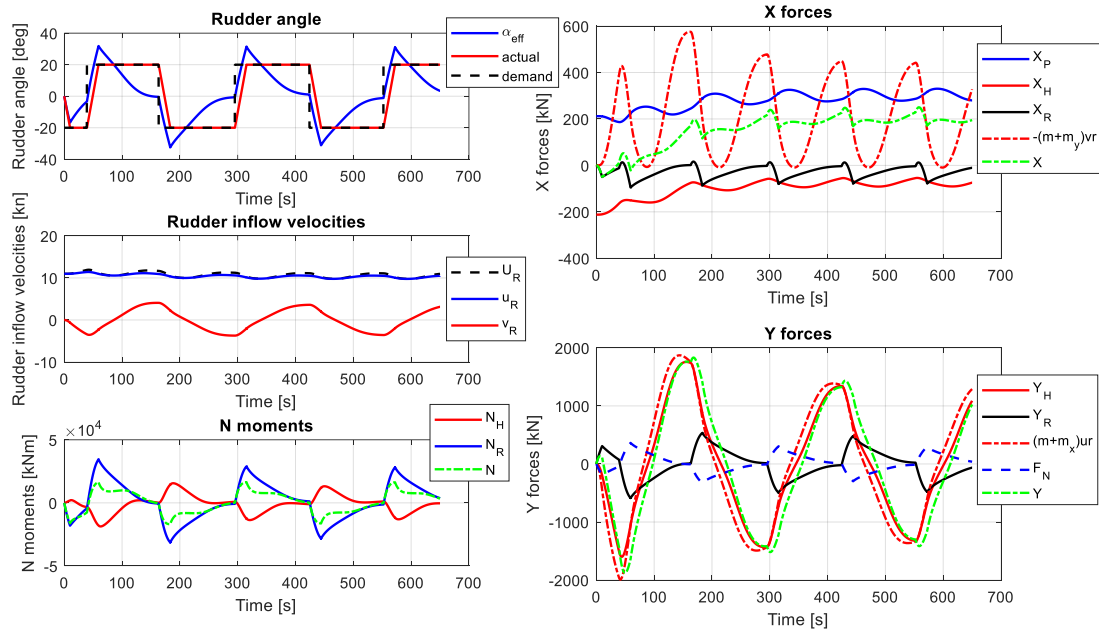 Rudder angle
Rudder angle [deg]
40
20
0
-20
-40
0 100 200 300 400 500 600 700
Time [s]
α_eff
actual
demand
Rudder inflow velocities
Rudder inflow velocities [kn]
20
10
0
-10
0 100 200 300 400 500 600 700
U_R
u_R
v_R
N moments
N moments [kNm]
×10^4
5
0
-5
0 100 200 300 400 500 600 700
Time [s]
N_H
N_R
N
X forces
X forces [kN]
600
400
200
0
-200
-400
0 100 200 300 400 500 600 700
Time [s]
X_P
X_H
X_R
-(m+m_y)vr
X
Y forces
Y forces [kN]
2000
1000
0
-1000
-2000
0 100 200 300 400 500 600 700
Time [s]
Y_H
Y_R
(m+m_x)ur
F_N
Y